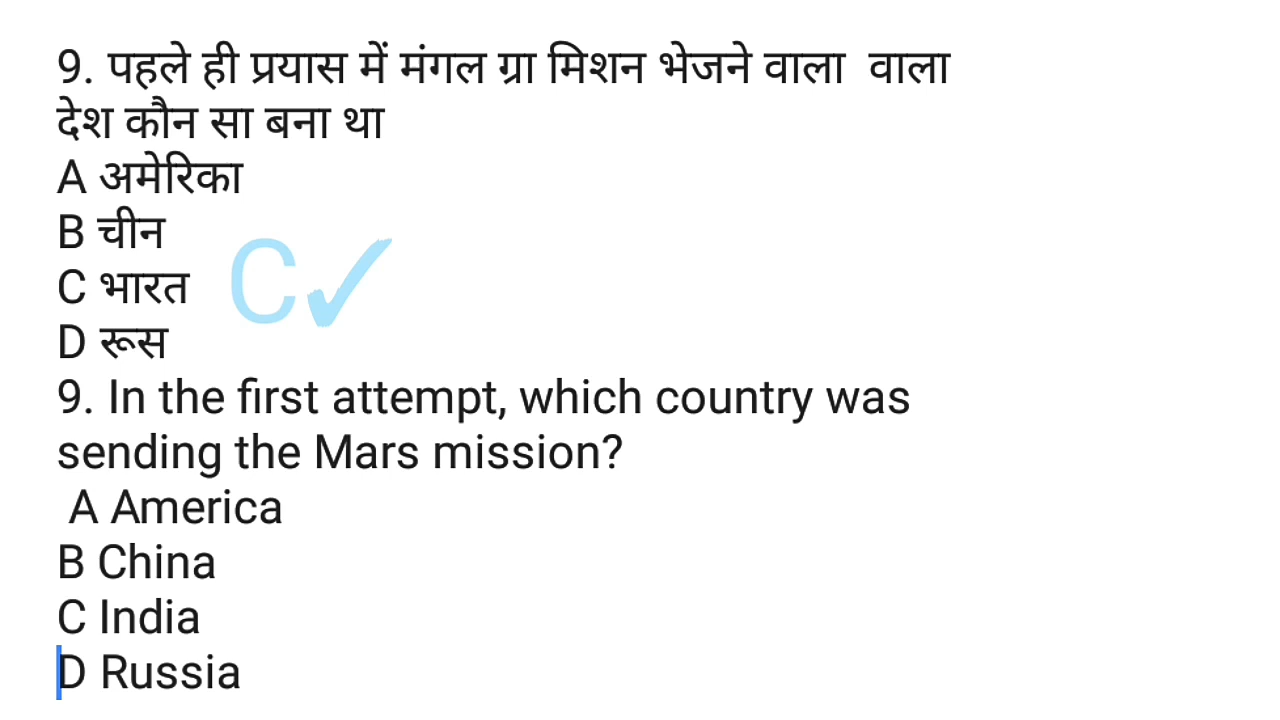 9. पहले ही प्रयास में मंगल ग्रा मिशन भेजने वाला  वाला
देश कौन सा बना था
A अमेरिका
B चीन
C भारत
C✓
D रूस
9. In the first attempt, which country was
sending the Mars mission?
A America
B China
C India
D Russia